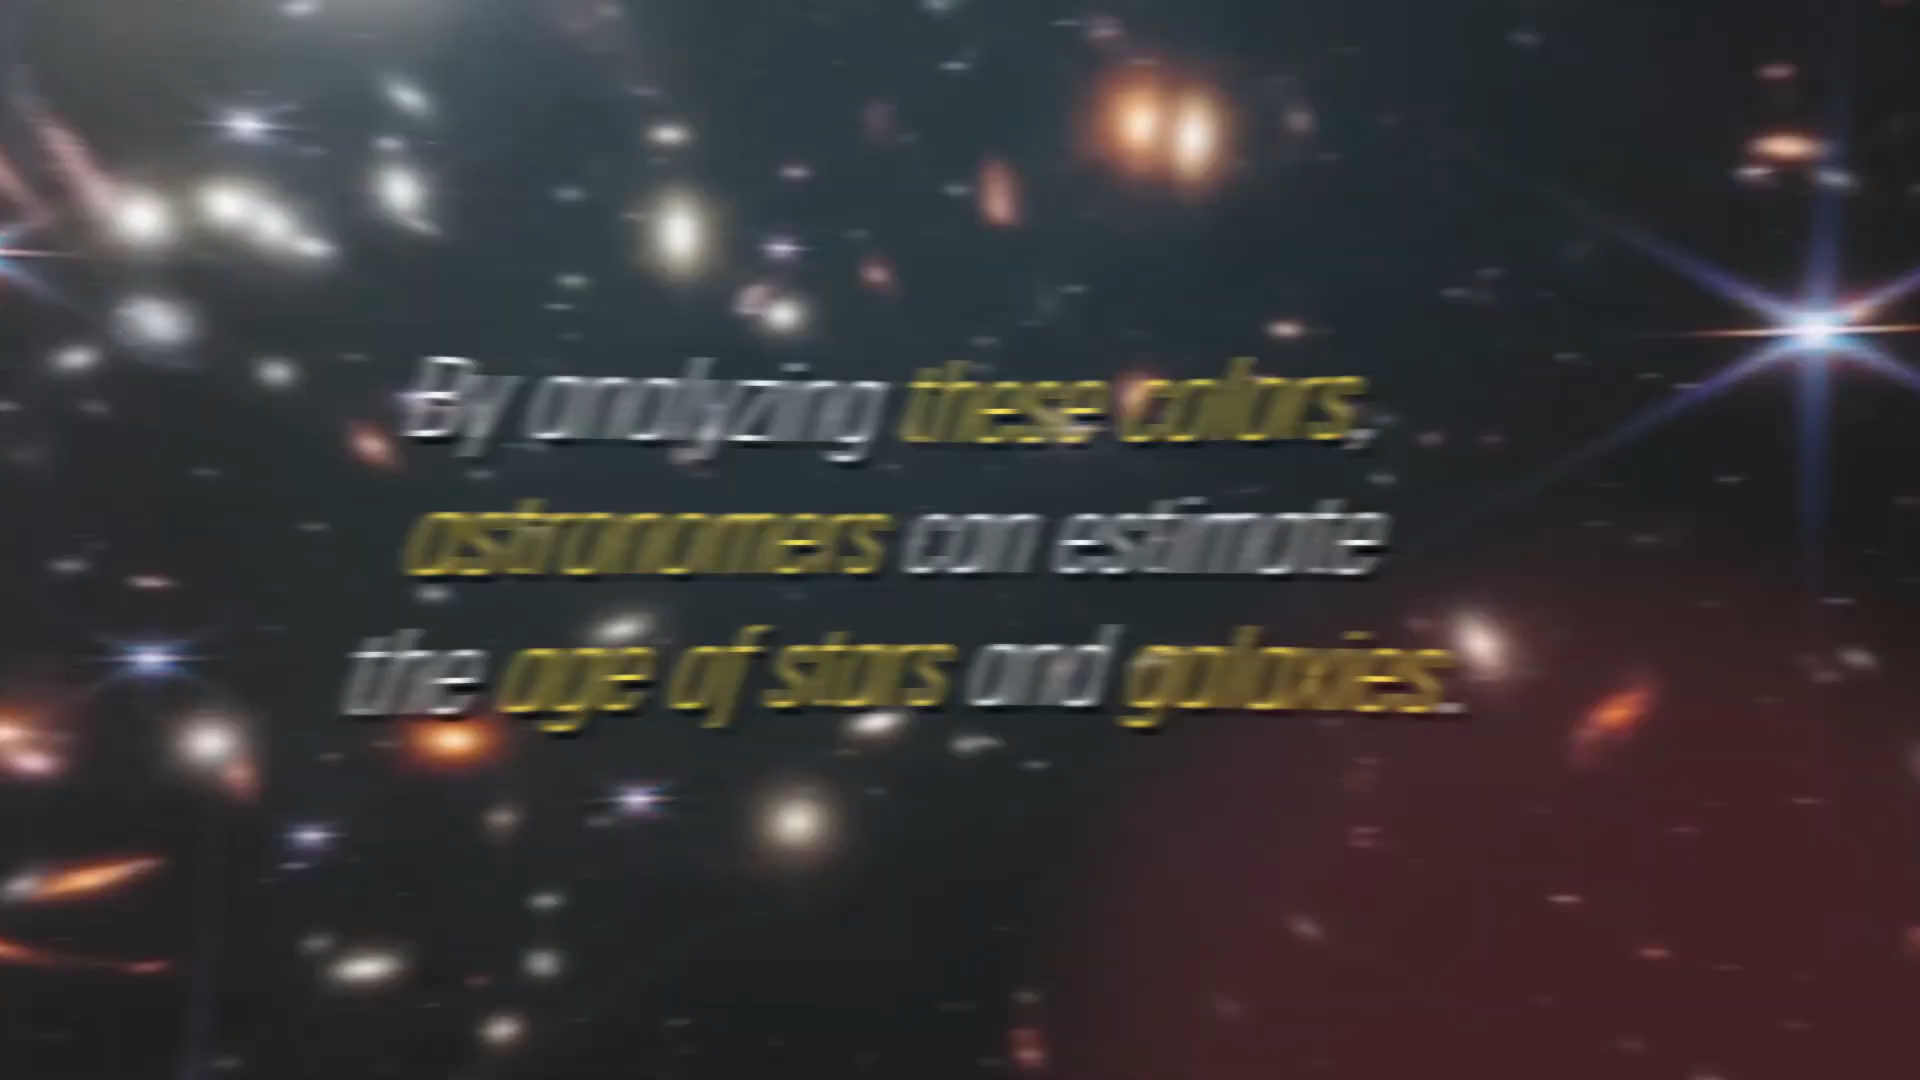 By analyzing these colors,
astronomers can estimate
the age of stars and galaxies.